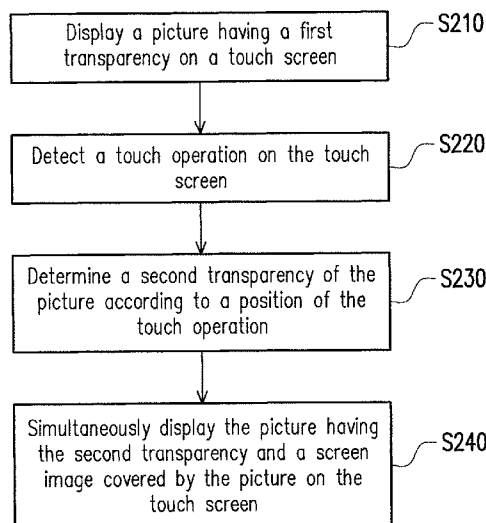 Display a picture having a first
transparency on a touch screen
S210
Detect a touch operation on the touch
screen
S220
Determine a second transparency of the
picture according to a position of the
touch operation
S230
Simultaneously display the picture having
the second transparency and a screen
image covered by the picture on the
touch screen
S240